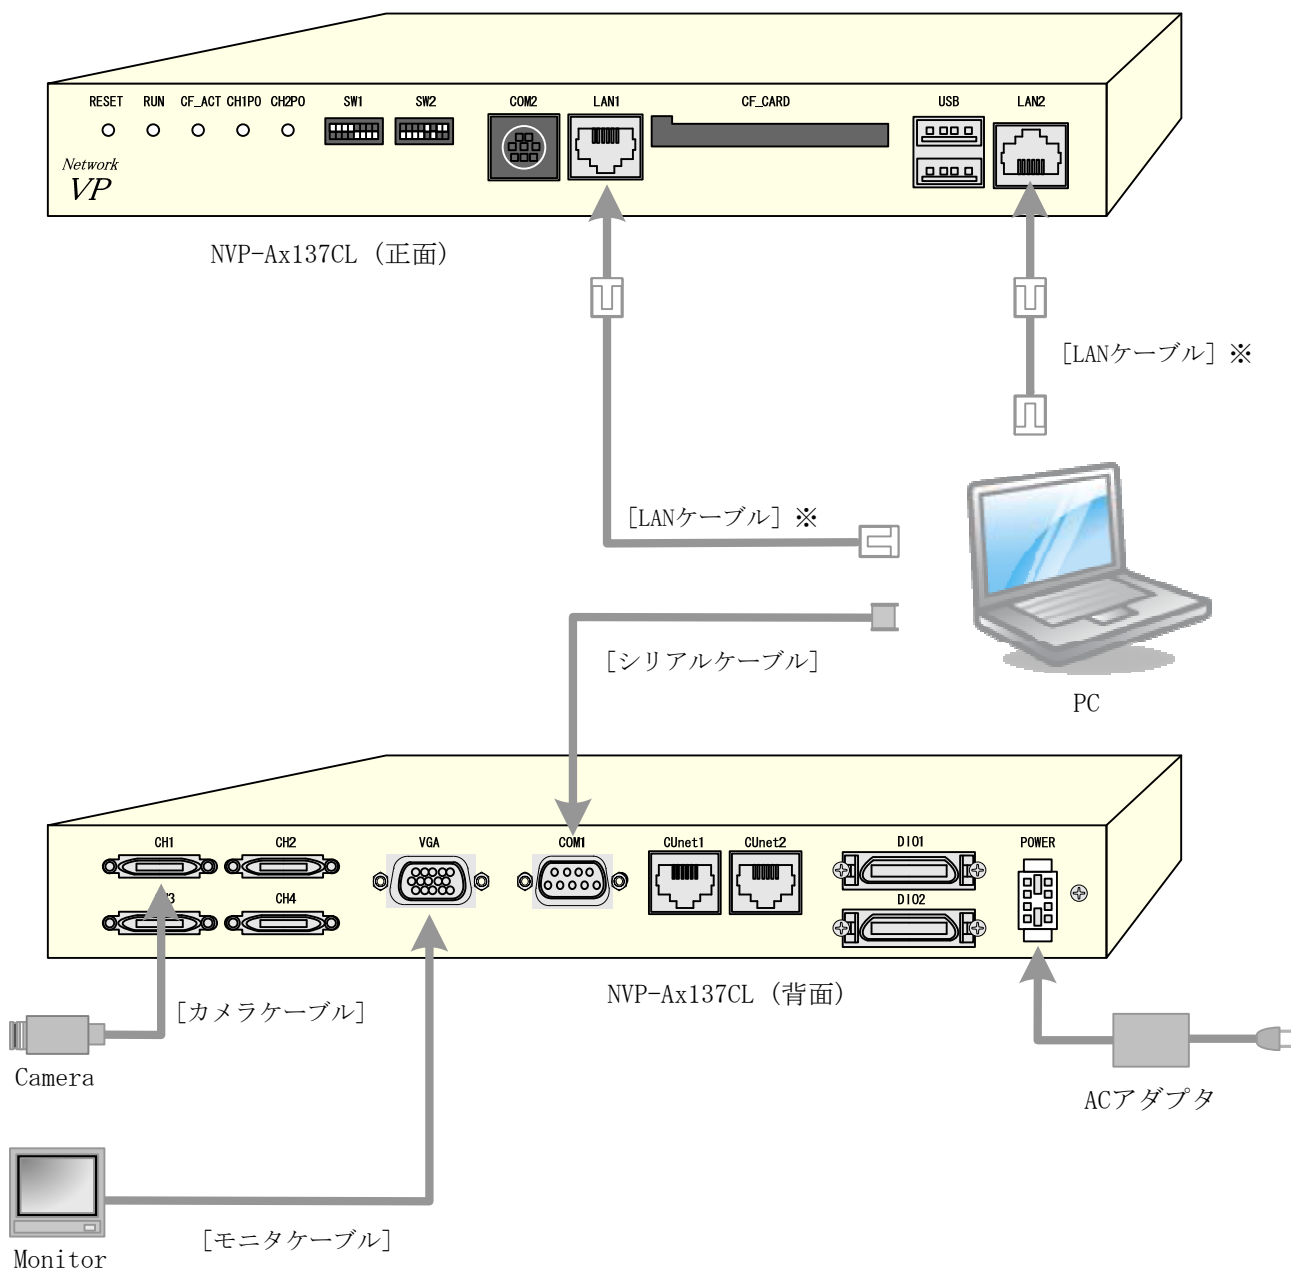 RESET RUN CF_ACT CH1PO CH2PO SW1 SW2 COM2 LAN1 CF_CARD USB LAN2
Network
VP
NVP-Ax137CL (正面)
[LANケーブル] ※
[LANケーブル] ※
[シリアルケーブル]
PC
CH1 CH2 VGA COM1 CUnet1 CUnet2 DIO1 POWER
3 CH4 DIO2
NVP-Ax137CL (背面)
[カメラケーブル]
Camera
ACアダプタ
[モニタケーブル]
Monitor